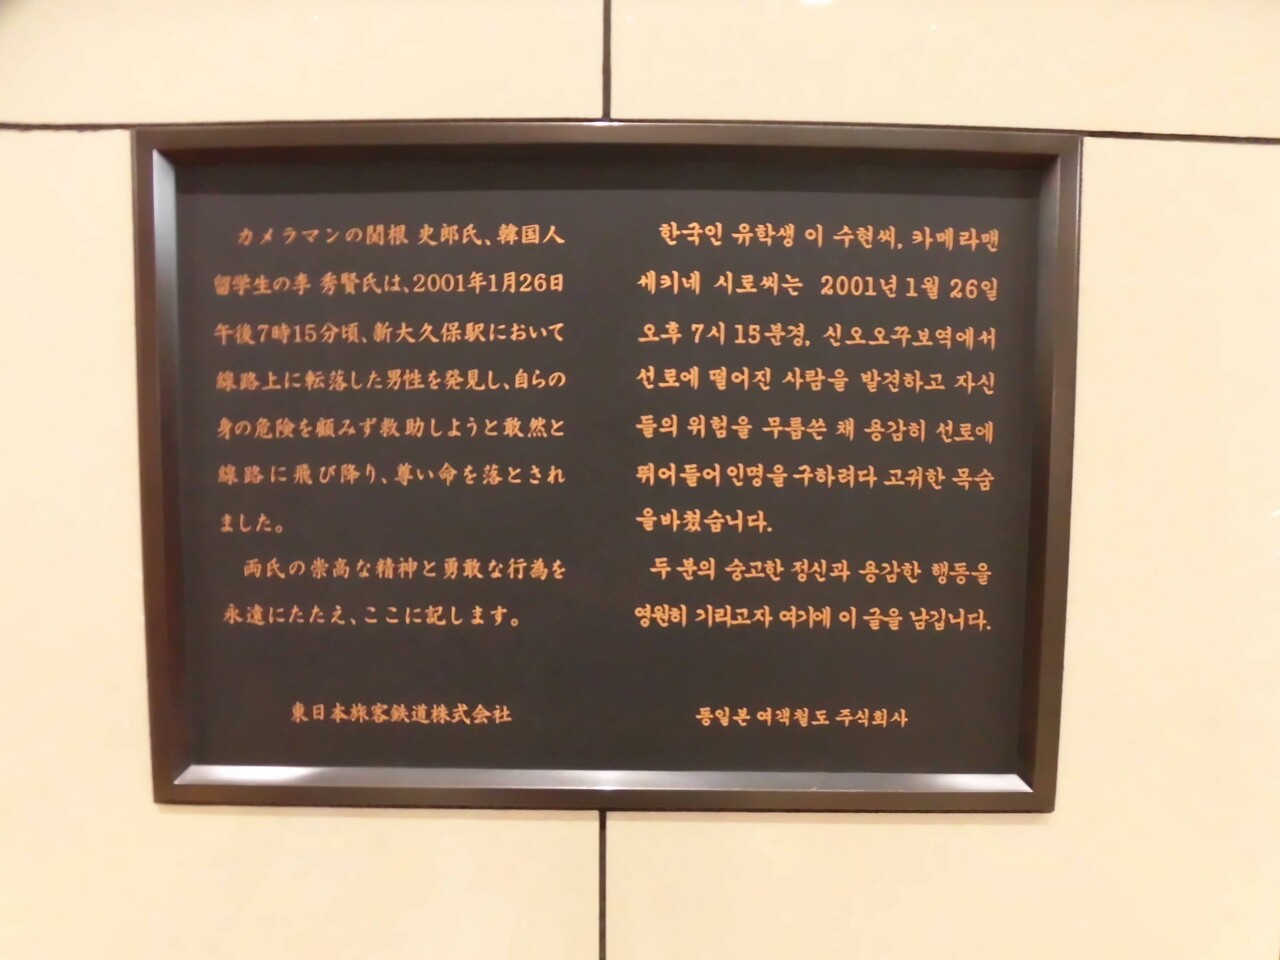 カメラマンの関根 史郎氏、韓国人
留学生の李 秀賢氏は、2001年1月26日
午後7時15分頃、新大久保駅において
線路上に転落した男性を発見し、自らの
身の危険を顧みず救助しようと敢然と
線路に飛び降り、尊い命を落とされ
ました。
両氏の崇高な精神と勇敢な行為を
永遠にたたえ、ここに記します。
東日本旅客鉄道株式会社
한국인 유학생 이 수현씨, 카메라맨
세키네 시로씨는 2001년 1월 26일
오후 7시 15분경, 신오오꾸보역에서
선로에 떨어진 사람을 발견하고 자신
들의 위험을 무릅쓴 채 용감히 선로에
뛰어들어 인명을 구하려다 고귀한 목숨
을바쳤습니다.
두 분의 숭고한 정신과 용감한 행동을
영원히 기리고자 여기에 이 글을 남깁니다.
동일본 여객철도 주식회사